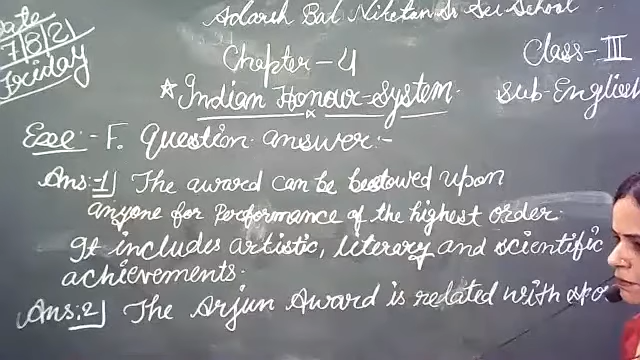 Date
Adarsh Bal Niketan Sr Sec School
7|8|21
Friday
Chapter-4
Class-III
* Indian Honour System
Sub-English
Exe:- F. Question answer:-
Ans:-1) The award can be bestowed upon
anyone for Performance of the highest order.
It includes artistic, literary and scientific
achievements.
Ans:2) The Arjun Award is related with spo